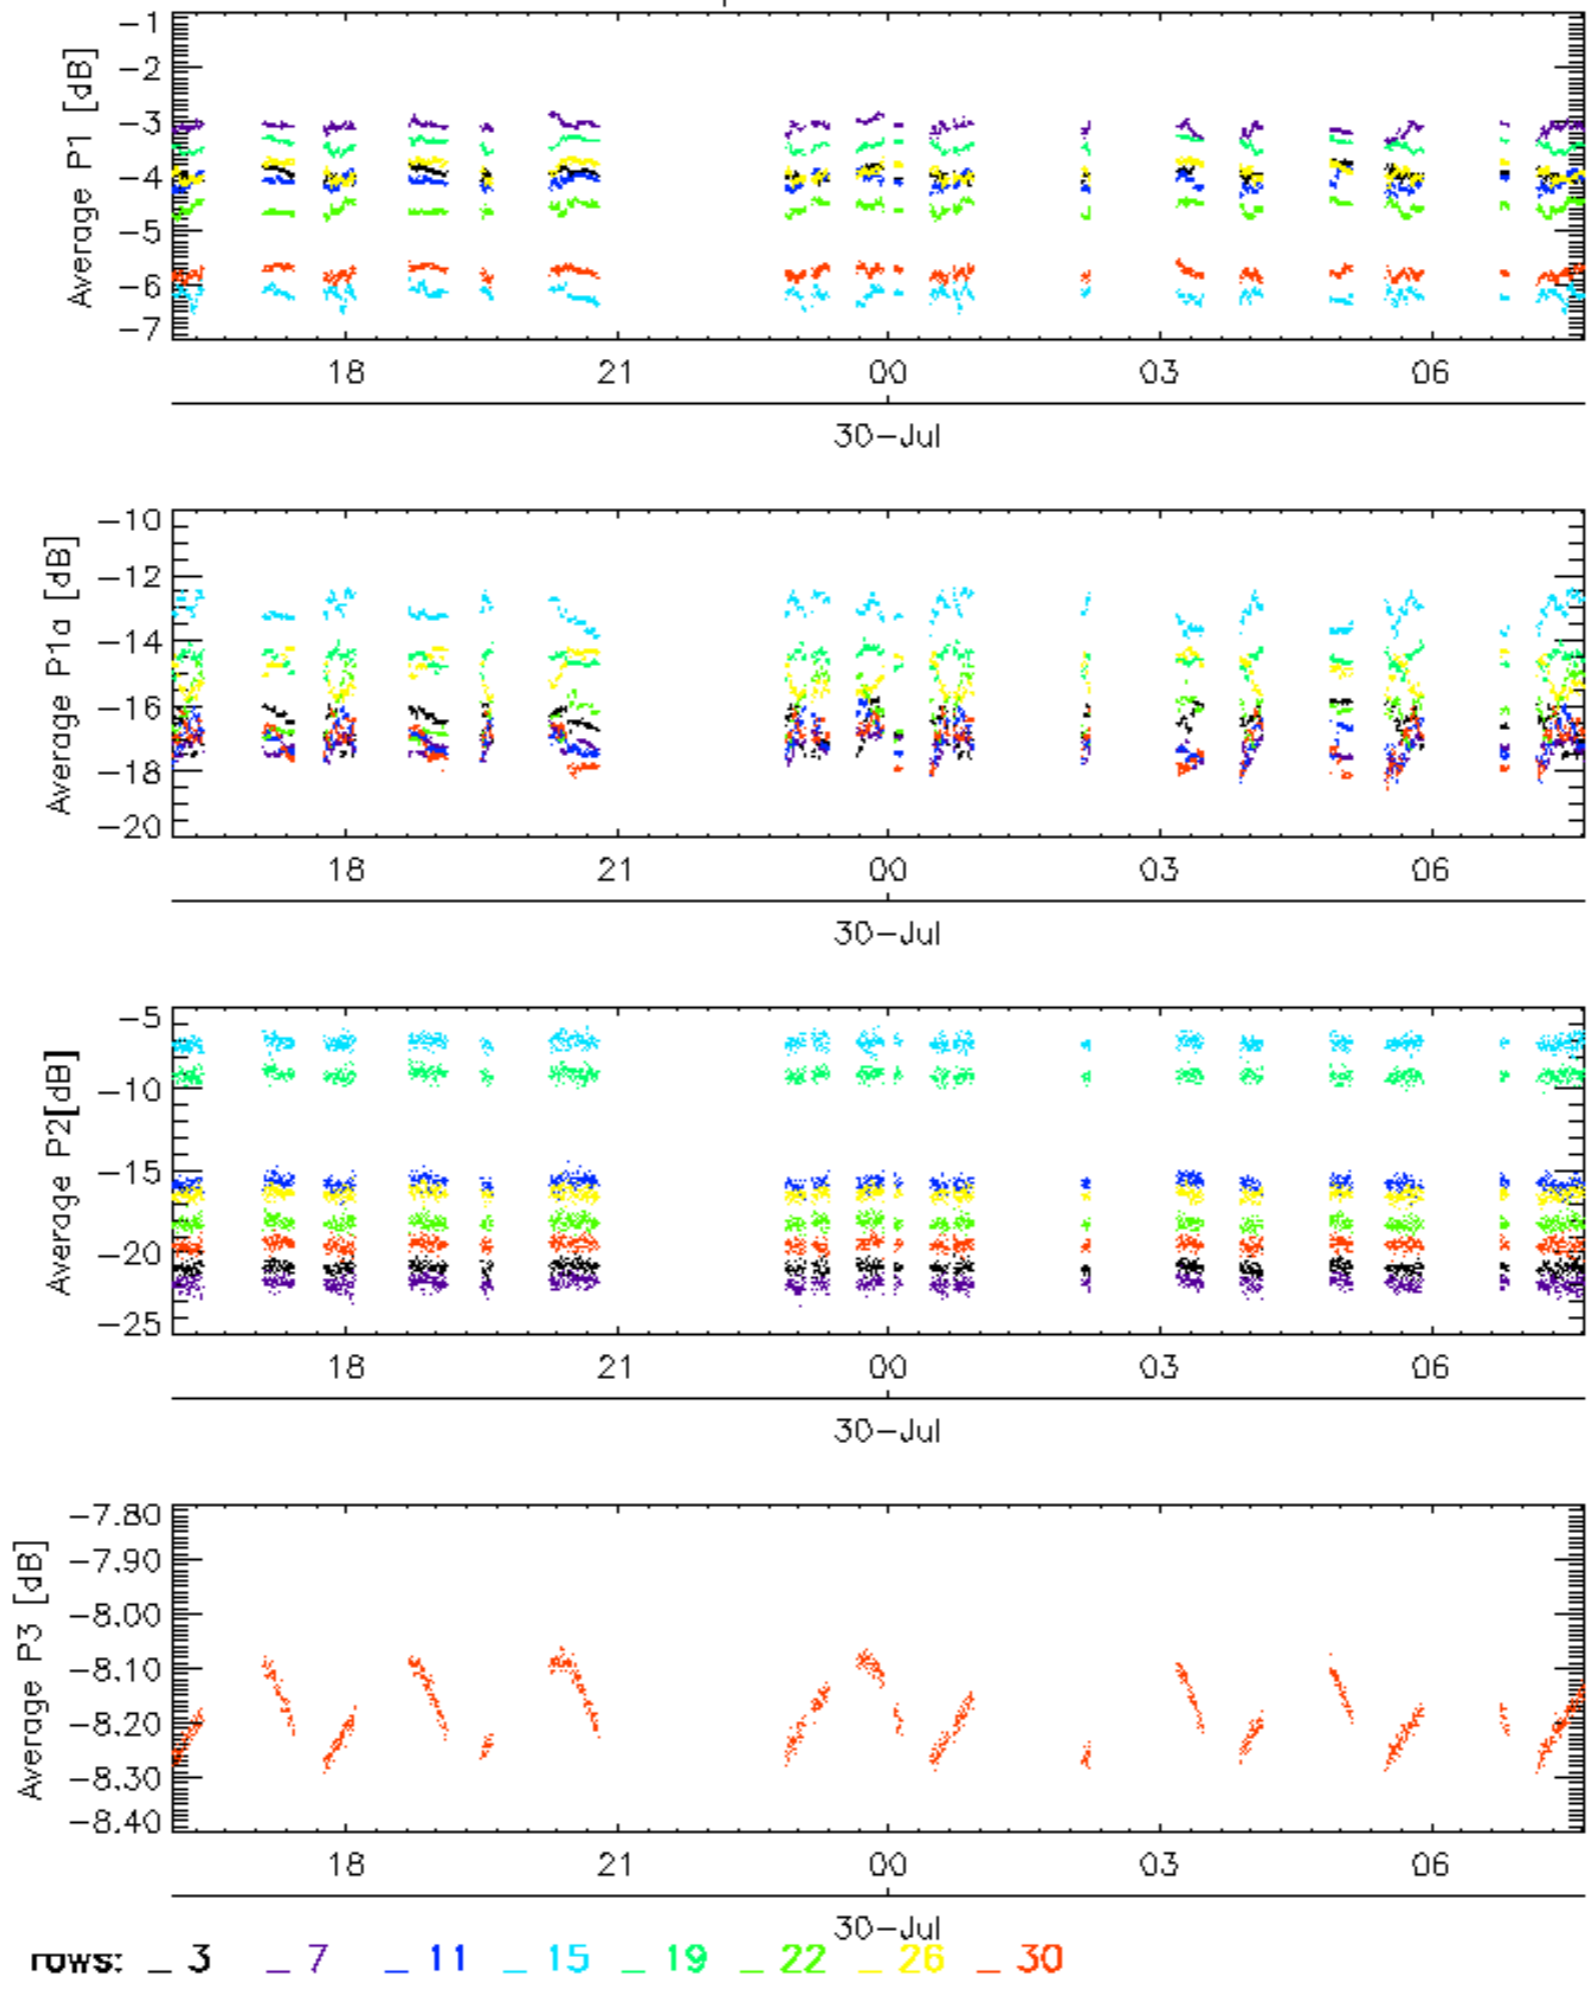 Average P1 [dB]
-1
-2
-3
-4
-5
-6
-7
18 21 00 03 06
30-Jul
Average P1a [dB]
-10
-12
-14
-16
-18
-20
18 21 00 03 06
30-Jul
Average P2[dB]
-5
-10
-15
-20
-25
18 21 00 03 06
30-Jul
Average P3 [dB]
-7.80
-7.90
-8.00
-8.10
-8.20
-8.30
-8.40
18 21 00 03 06
30-Jul
rows: _ 3 _ 7 _ 11 _ 15 _ 19 _ 22 _ 26 _ 30